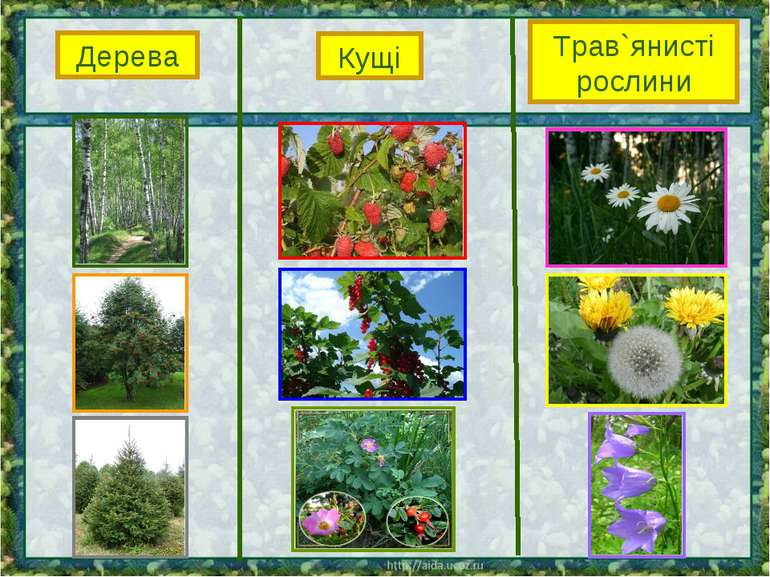 Дерева
Кущі
Трав`янисті
рослини
http://aida.ucoz.ru